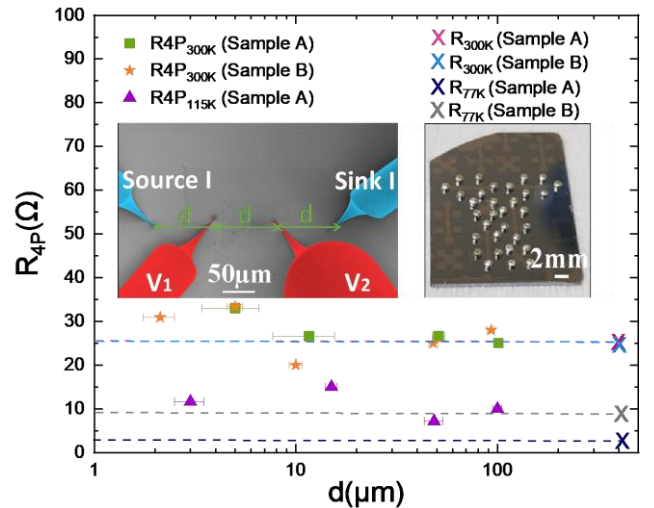 100
90
80
70
60
50
40
30
20
10
0
R4P(Ω)
R4P300K (Sample A)
R4P300K (Sample B)
R4P115K (Sample A)
R300K (Sample A)
R300K (Sample B)
R77K (Sample A)
R77K (Sample B)
Source I
Sink I
d d d
V1
50μm
V2
2mm
1 10 100
d(μm)